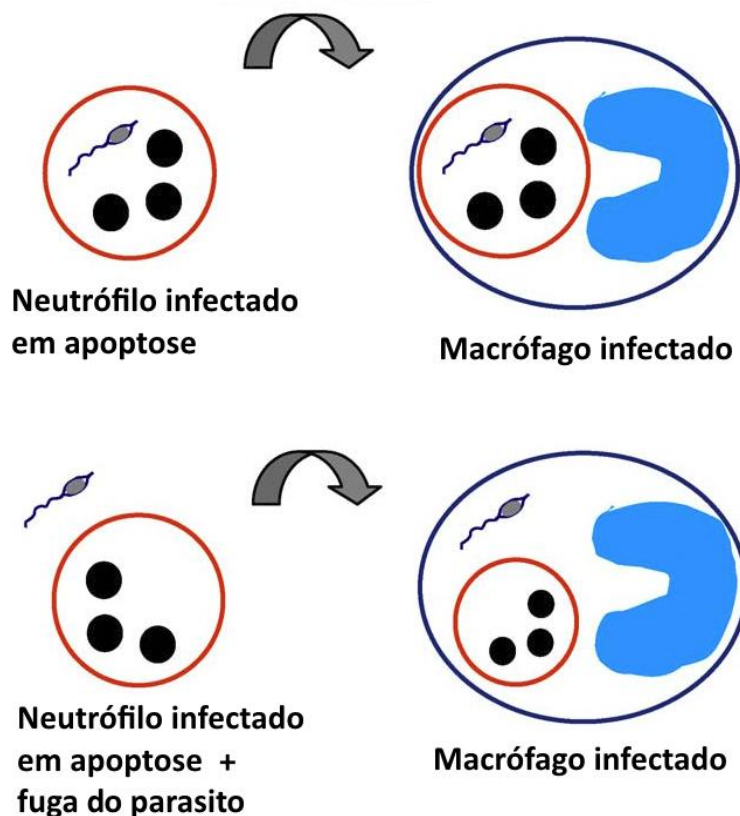 Neutrófilo infectado
em apoptose
Macrófago infectado
Neutrófilo infectado
em apoptose +
fuga do parasito
Macrófago infectado